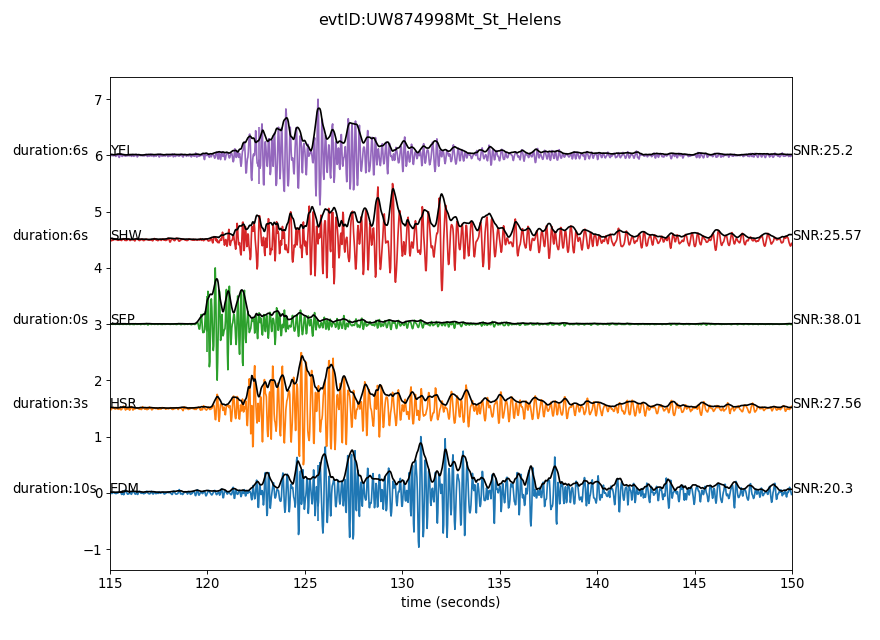 evtID:UW874998Mt_St_Helens
7
duration:6s YEL 6 SNR:25.2
5
duration:6s SHW SNR:25.57
4
duration:0s SEP 3 SNR:38.01
2
duration:3s HSR SNR:27.56
1
duration:10s 0 EDM SNR:20.3
−1
115 120 125 130 135 140 145 150
time (seconds)